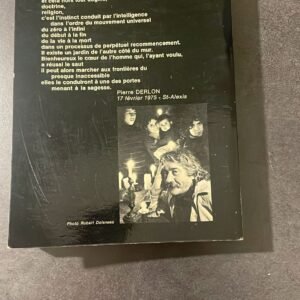 et cela hors tout dogme,
doctrine,
religion,
c'est l'instinct conduit par l'intelligence
dans l'ordre du mouvement universel
du zéro à l'infini
du début à la fin
de la vie à la mort
dans un processus de perpétuel recommencement.
Il existe un jardin de l'autre côté du mur.
Bienheureux le cœur de l'homme qui, l'ayant voulu,
a réussi le saut
il peut alors marcher aux frontières du
presque inaccessible
elles le conduiront à une des portes
menant à la sagesse.
Pierre DERLON
17 février 1975 - St-Alexis
Photo Robert Doisneau